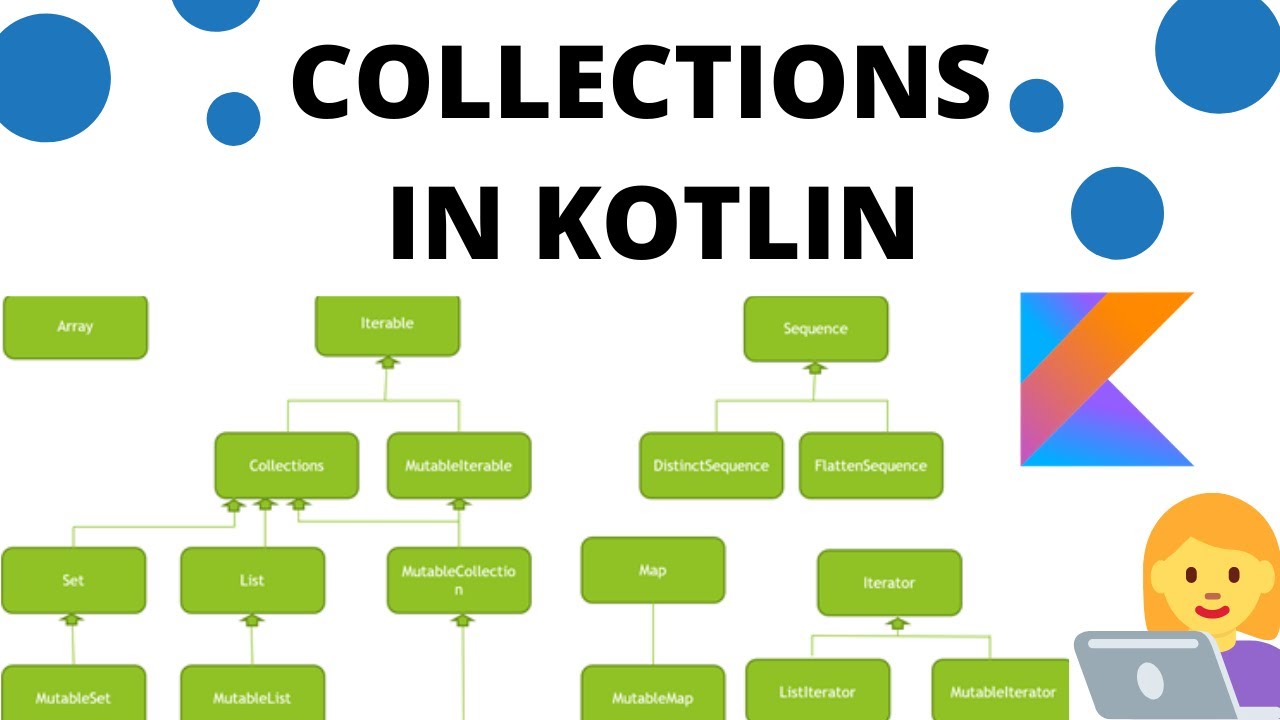 COLLECTIONS
IN KOTLIN
Array
Iterable
Sequence
Collections
MutableIterable
DistinctSequence
FlattenSequence
Set
List
MutableCollectio
n
Map
Iterator
MutableSet
MutableList
MutableMap
ListIterator
MutableIterator